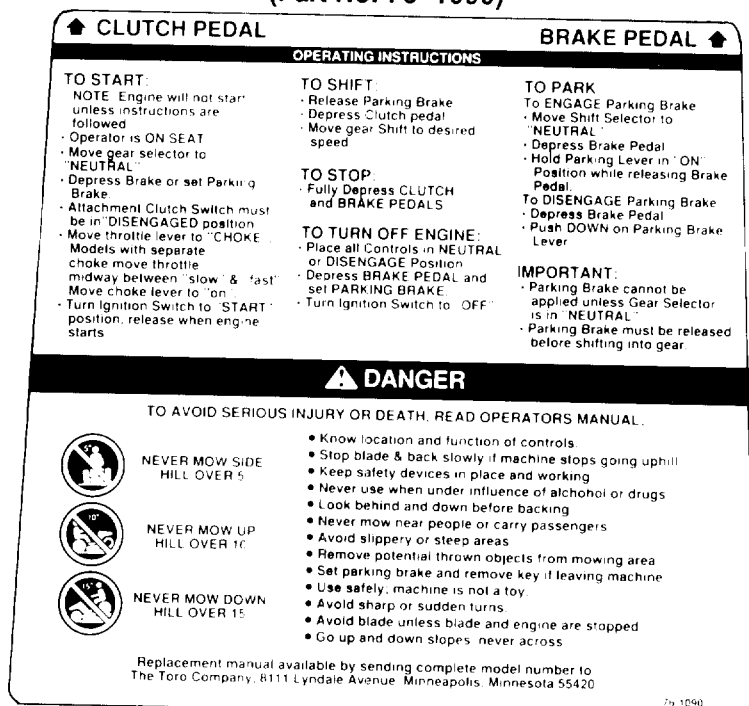 CLUTCH PEDAL
BRAKE PEDAL
OPERATING INSTRUCTIONS
TO START:
NOTE Engine will not start
unless instructions are
followed
· Operator is ON SEAT
· Move gear selector to
"NEUTRAL"
· Depress Brake or set Parking
Brake.
· Attachment Clutch Switch must
be in "DISENGAGED position
· Move throttle lever to "CHOKE
Models with separate
choke move throttle
midway between "slow" & fast"
Move choke lever to "on
· Turn Ignition Switch to "START"
position, release when engine
starts
TO SHIFT:
· Release Parking Brake
· Depress Clutch pedal
· Move gear Shift to desired
speed
TO STOP:
· Fully Depress CLUTCH
and BRAKE PEDALS
TO TURN OFF ENGINE:
· Place all Controls in NEUTRAL
or DISENGAGE Position
· Depress BRAKE PEDAL and
set PARKING BRAKE.
· Turn Ignition Switch to OFF"
TO PARK
To ENGAGE Parking Brake
· Move Shift Selector to
"NEUTRAL"
· Depress Brake Pedal
· Hold Parking Lever in "ON"
Position while releasing Brake
Pedal.
To DISENGAGE Parking Brake
· Depress Brake Pedal
· Push DOWN on Parking Brake
Lever
IMPORTANT:
· Parking Brake cannot be
applied unless Gear Selector
is in "NEUTRAL"
· Parking Brake must be released
before shifting into gear.
DANGER
TO AVOID SERIOUS INJURY OR DEATH, READ OPERATORS MANUAL.
5°
NEVER MOW SIDE
HILL OVER 5
10°
NEVER MOW UP
HILL OVER 10
15°
NEVER MOW DOWN
HILL OVER 15
• Know location and function of controls.
• Stop blade & back slowly if machine stops going uphill
• Keep safety devices in place and working
• Never use when under influence of alchohol or drugs
• Look behind and down before backing
• Never mow near people or carry passengers
• Avoid slippery or steep areas
• Remove potential thrown objects from mowing area
• Set parking brake and remove key if leaving machine
• Use safely, machine is not a toy.
• Avoid sharp or sudden turns.
• Avoid blade unless blade and engine are stopped
• Go up and down slopes never across
Replacement manual available by sending complete model number to
The Toro Company, 8111 Lyndale Avenue, Minneapolis, Minnesota 55420
76 1090